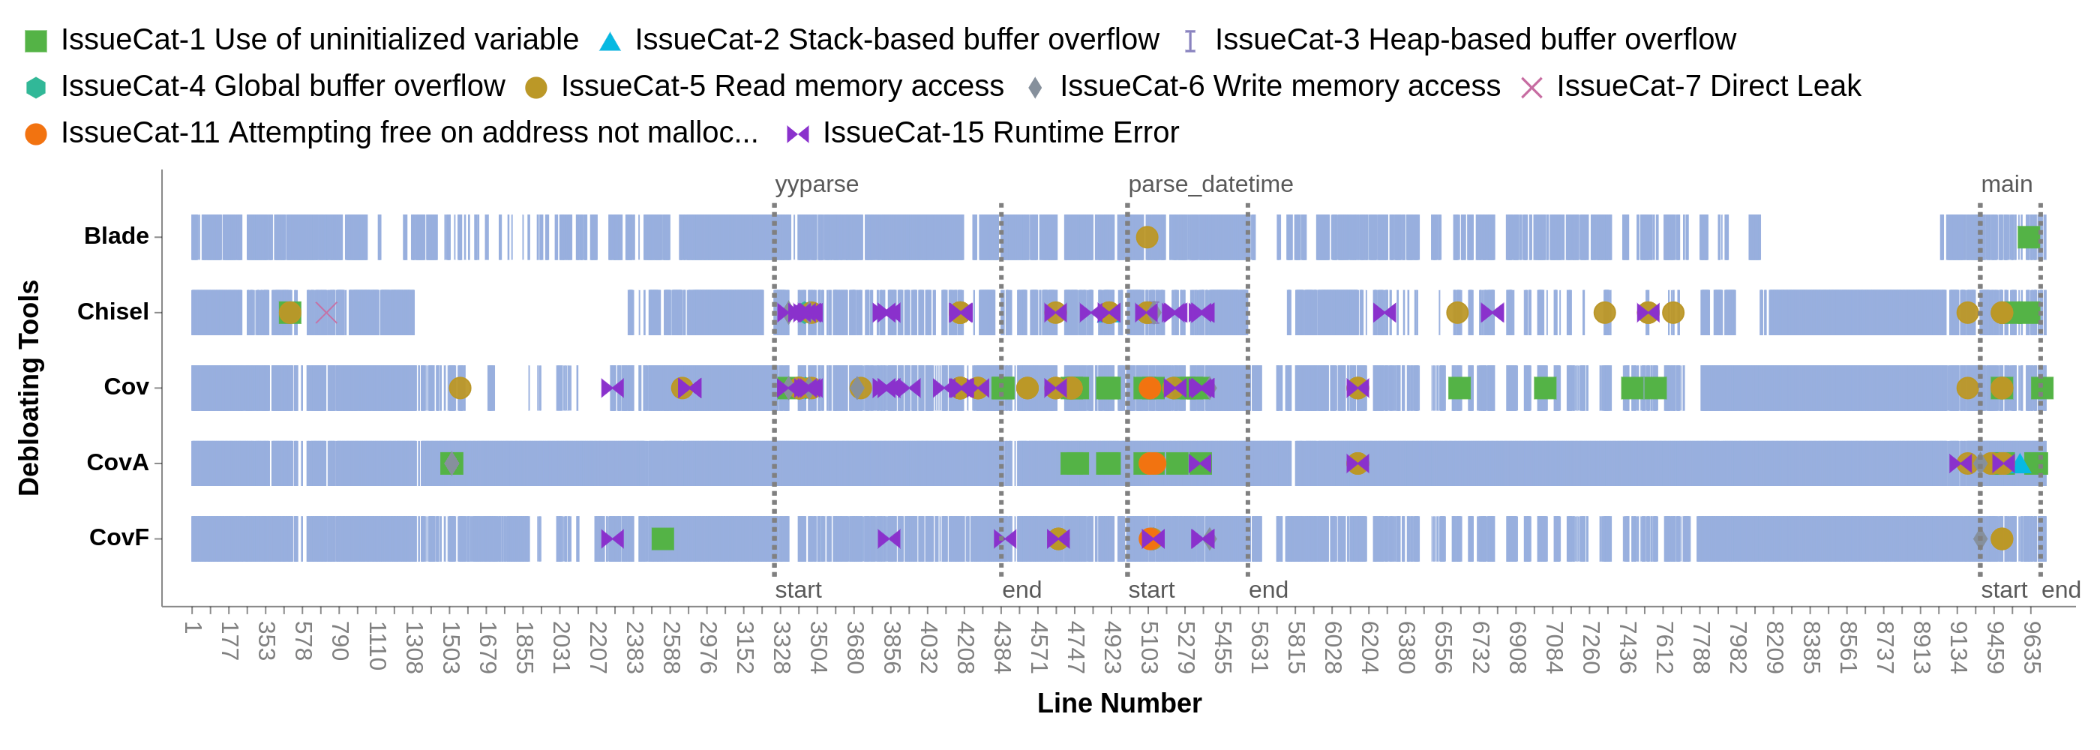 IssueCat-1 Use of uninitialized variable IssueCat-2 Stack-based buffer overflow IssueCat-3 Heap-based buffer overflow
IssueCat-4 Global buffer overflow IssueCat-5 Read memory access IssueCat-6 Write memory access IssueCat-7 Direct Leak
IssueCat-11 Attempting free on address not malloc... IssueCat-15 Runtime Error
yyparse parse_datetime main
Blade
Chisel
Cov
CovA
CovF
Debloating Tools
start end start end start end
1 177 353 578 790 1110 1308 1503 1679 1855 2031 2207 2383 2588 2976 3152 3328 3504 3680 3856 4032 4208 4384 4571 4747 4923 5103 5279 5455 5631 5815 6028 6204 6380 6556 6732 6908 7084 7260 7436 7612 7788 7982 8209 8385 8561 8737 8913 9134 9459 9635
Line Number